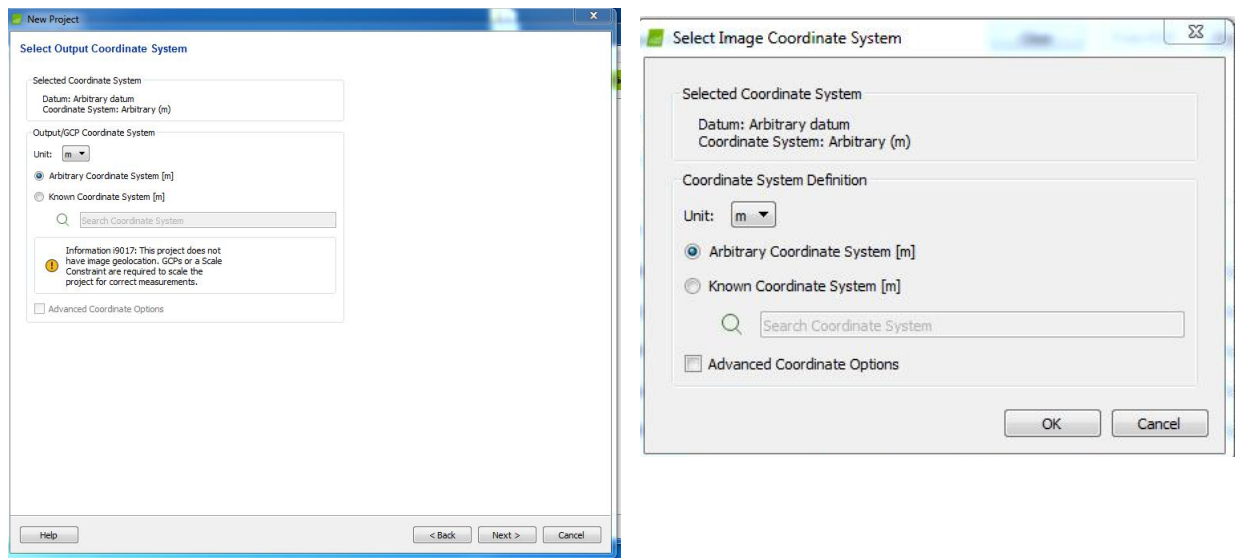 New Project
x
Select Output Coordinate System
Selected Coordinate System
Datum: Arbitrary datum
Coordinate System: Arbitrary (m)
Output/GCP Coordinate System
Unit: m
Arbitrary Coordinate System [m]
Known Coordinate System [m]
Search Coordinate System
Information i9017: This project does not
have image geolocation. GCPs or a Scale
Constraint are required to scale the
project for correct measurements.
Advanced Coordinate Options
Help
< Back
Next >
Cancel
Select Image Coordinate System
Selected Coordinate System
Datum: Arbitrary datum
Coordinate System: Arbitrary (m)
Coordinate System Definition
Unit: m
Arbitrary Coordinate System [m]
Known Coordinate System [m]
Search Coordinate System
Advanced Coordinate Options
OK
Cancel